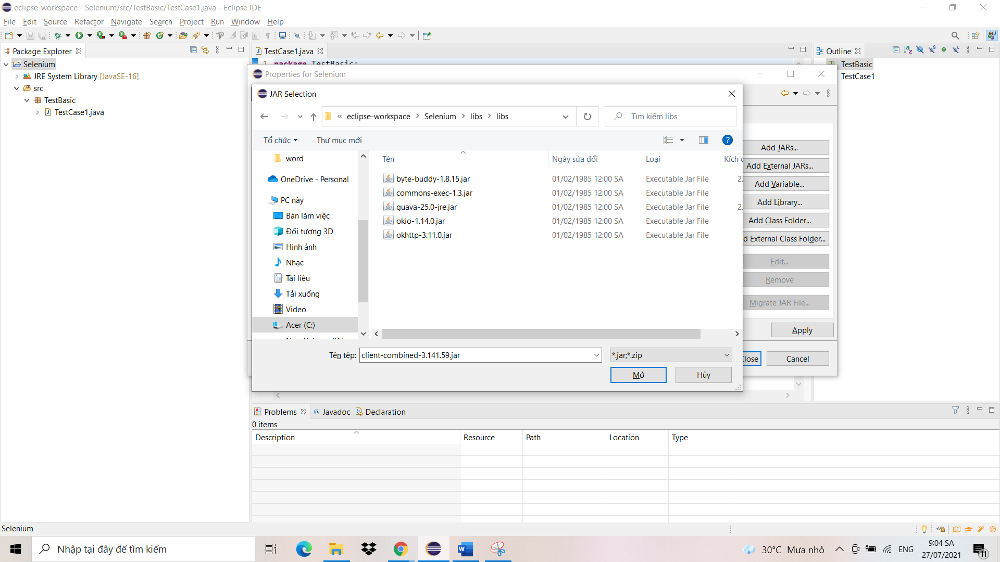 eclipse-workspace - Selenium/src/TestBasic/TestCase1.java - Eclipse IDE
File Edit Source Refactor Navigate Search Project Run Window Help
Package Explorer
Selenium
JRE System Library [JavaSE-16]
src
TestBasic
TestCase1.java
TestCase1.java
1 package TestBasic;
Outline
TestBasic
TestCase1
Properties for Selenium
JAR Selection
« eclipse-workspace › Selenium › libs › libs
Tìm kiếm libs
Tổ chức Thư mục mới
word
OneDrive - Personal
PC này
Bàn làm việc
Đối tượng 3D
Hình ảnh
Nhạc
Tài liệu
Tải xuống
Video
Acer (C:)
Tên Ngày sửa đổi Loại Kích
byte-buddy-1.8.15.jar 01/02/1985 12:00 SA Executable Jar File 2.
commons-exec-1.3.jar 01/02/1985 12:00 SA Executable Jar File
guava-25.0-jre.jar 01/02/1985 12:00 SA Executable Jar File 2.
okio-1.14.0.jar 01/02/1985 12:00 SA Executable Jar File
okhttp-3.11.0.jar 01/02/1985 12:00 SA Executable Jar File
Tên tệp: client-combined-3.141.59.jar *.jar;*.zip
Mở Hủy
Add JARs...
Add External JARs...
Add Variable...
Add Library...
Add Class Folder...
d External Class Folder...
Edit...
Remove
Migrate JAR File...
Apply
Close Cancel
Problems @ Javadoc Declaration
0 items
Description Resource Path Location Type
Selenium
Nhập tại đây để tìm kiếm
30°C Mưa nhỏ
ENG
9:04 SA
27/07/2021
11